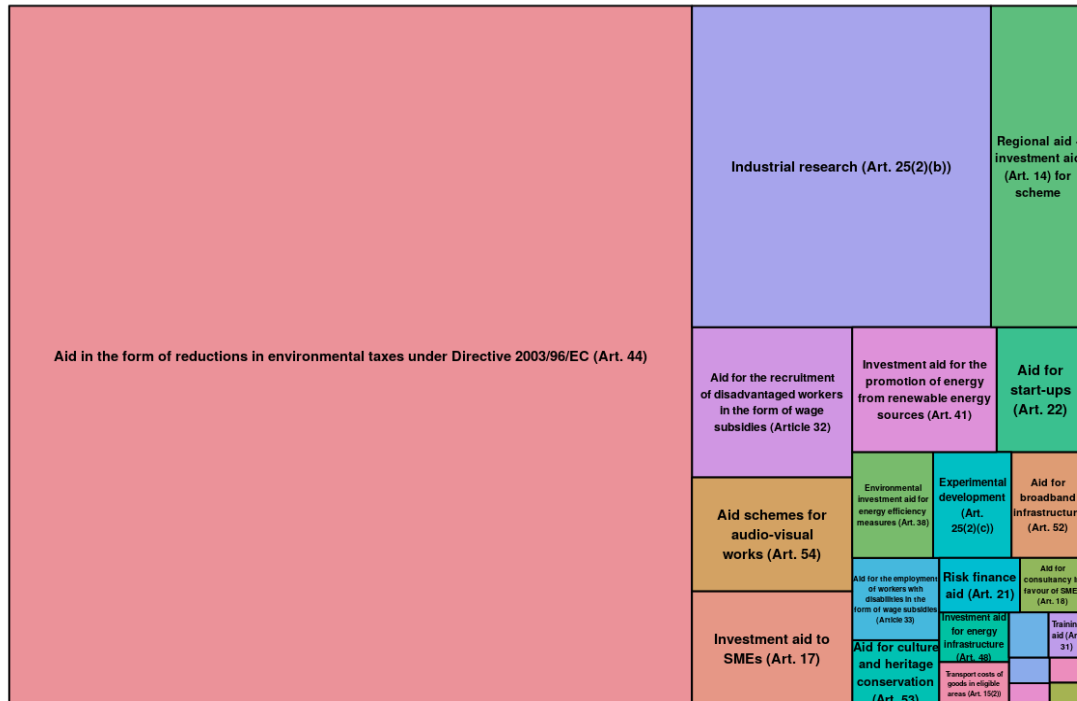 Industrial research (Art. 25(2)(b))
Regional aid
investment aid
(Art. 14) for
scheme
Aid in the form of reductions in environmental taxes under Directive 2003/96/EC (Art. 44)
Aid for the recruitment
of disadvantaged workers
in the form of wage
subsidies (Article 32)
Investment aid for the
promotion of energy
from renewable energy
sources (Art. 41)
Aid for
start-ups
(Art. 22)
Aid schemes for
audio-visual
works (Art. 54)
Environmental
investment aid for
energy efficiency
measures (Art. 38)
Experimental
development
(Art.
25(2)(c))
Aid for
broadband
infrastructure
(Art. 52)
Aid for the employment
of workers with
disabilities in the
form of wage subsidies
(Article 33)
Risk finance
aid (Art. 21)
Aid for
consultancy in
favour of SMEs
(Art. 18)
Investment aid to
SMEs (Art. 17)
Aid for culture
and heritage
conservation
(Art. 53)
Investment aid
for energy
infrastructure
(Art. 48)
Training
aid (Art.
31)
Transport costs of
goods in eligible
areas (Art. 15(2))